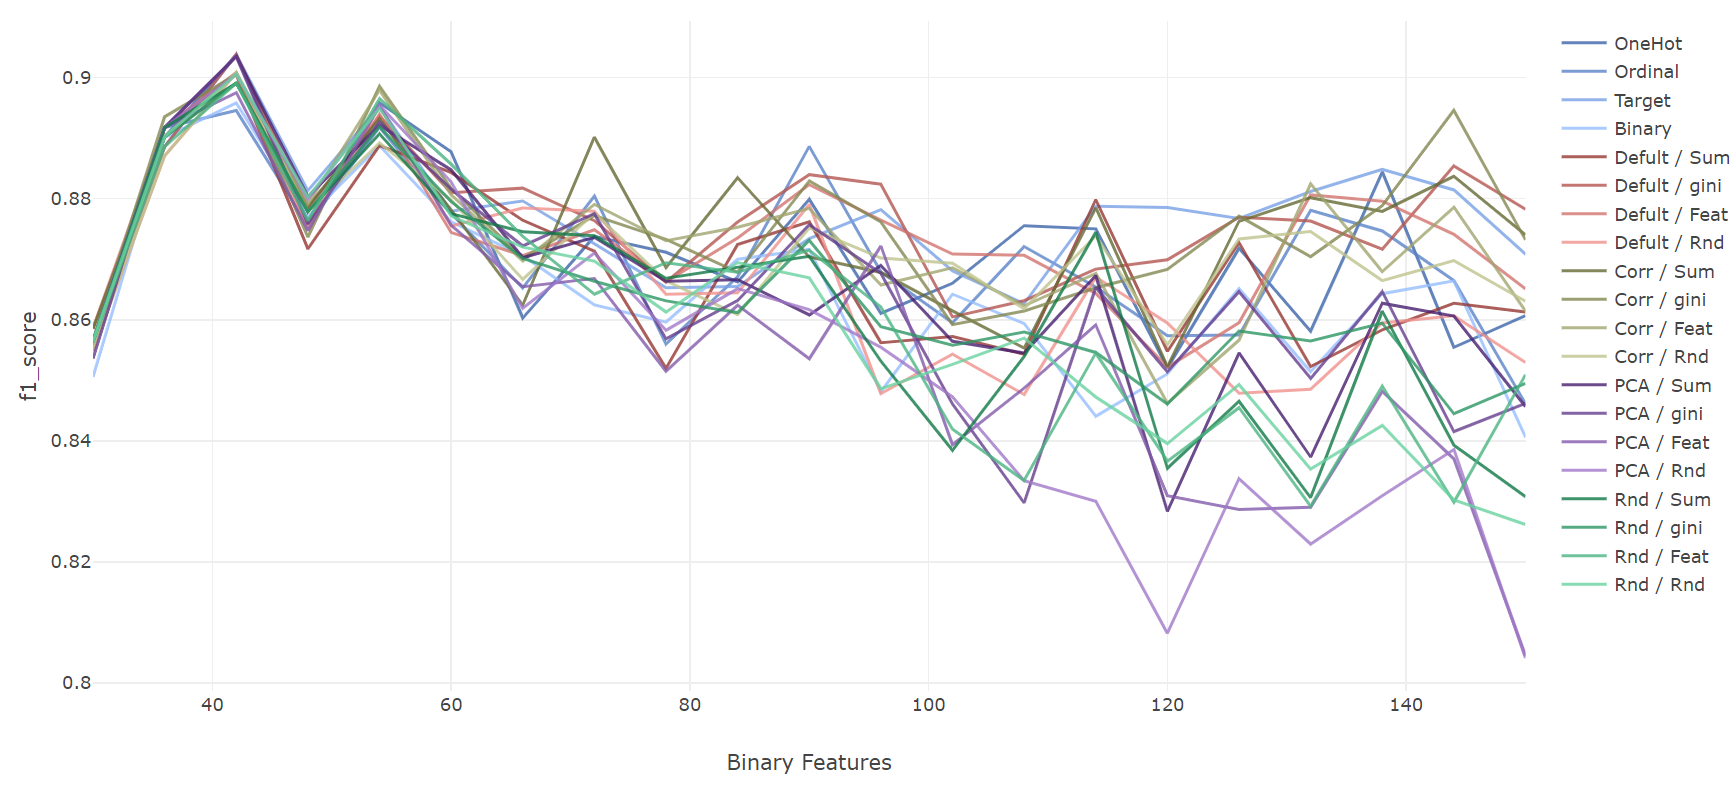 0.9
0.88
0.86
0.84
0.82
0.8
f1_score
40
60
80
100
120
140
Binary Features
OneHot
Ordinal
Target
Binary
Defult / Sum
Defult / gini
Defult / Feat
Defult / Rnd
Corr / Sum
Corr / gini
Corr / Feat
Corr / Rnd
PCA / Sum
PCA / gini
PCA / Feat
PCA / Rnd
Rnd / Sum
Rnd / gini
Rnd / Feat
Rnd / Rnd